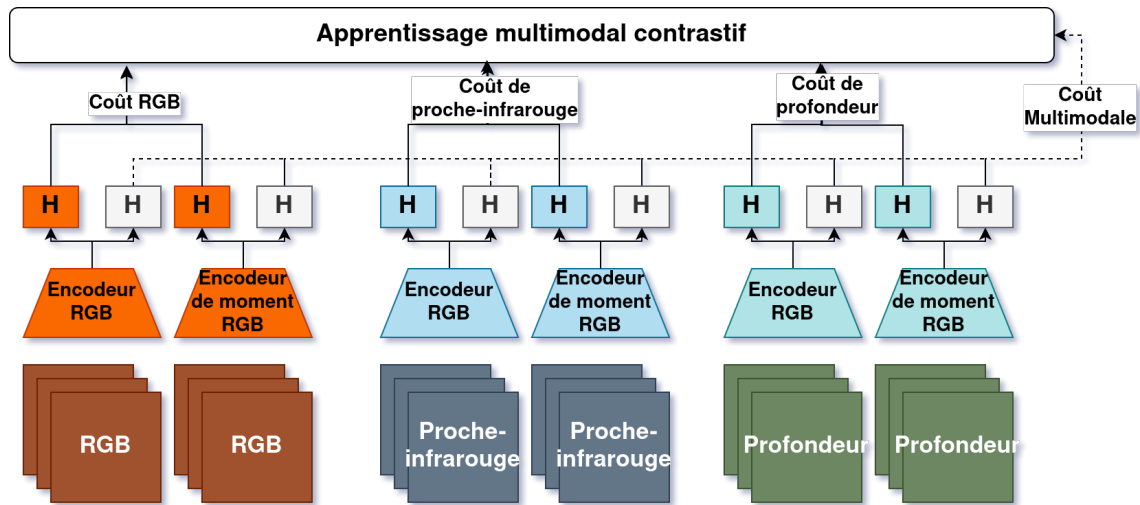 Apprentissage multimodal contrastif
Coût RGB
Coût de
proche-infrarouge
Coût de
profondeur
Coût
Multimodale
H H H H H H H H H H H H
Encodeur
RGB
Encodeur
de moment
RGB
Encodeur
RGB
Encodeur
de moment
RGB
Encodeur
RGB
Encodeur
de moment
RGB
RGB
RGB
Proche-
infrarouge
Proche-
infrarouge
Profondeur
Profondeur